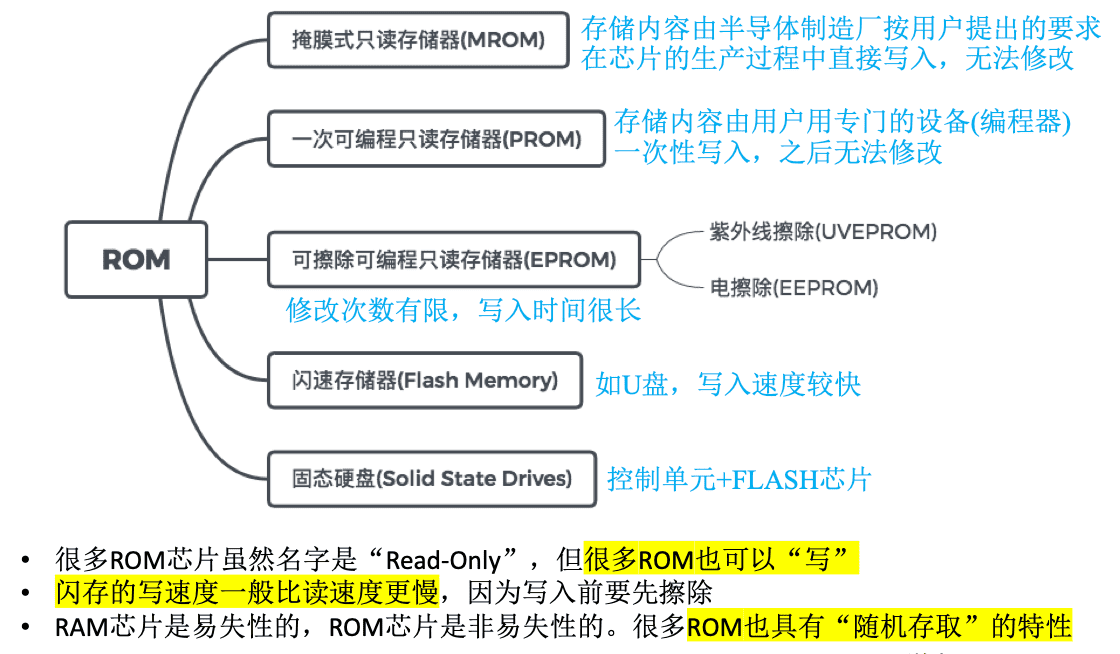 掩膜式只读存储器(MROM)
存储内容由半导体制造厂按用户提出的要求
在芯片的生产过程中直接写入，无法修改
一次可编程只读存储器(PROM)
存储内容由用户用专门的设备(编程器)
一次性写入，之后无法修改
ROM
可擦除可编程只读存储器(EPROM)
紫外线擦除(UVEPROM)
电擦除(EEPROM)
修改次数有限，写入时间很长
闪速存储器(Flash Memory)
如U盘，写入速度较快
固态硬盘(Solid State Drives)
控制单元+FLASH芯片
• 很多ROM芯片虽然名字是“Read-Only”，但很多ROM也可以“写”
• 闪存的写速度一般比读速度更慢，因为写入前要先擦除
• RAM芯片是易失性的，ROM芯片是非易失性的。很多ROM也具有“随机存取”的特性